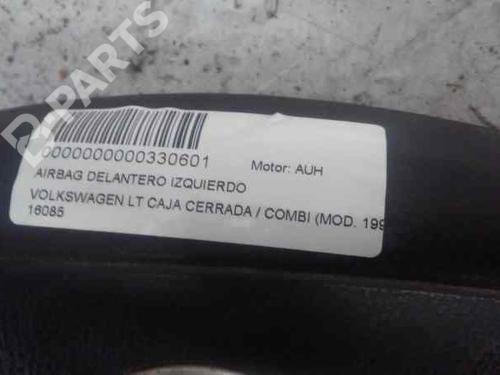 B-PARTS
0000000000330601 Motor: AUH
AIRBAG DELANTERO IZQUIERDO
VOLKSWAGEN LT CAJA CERRADA / COMBI (MOD. 199
16085